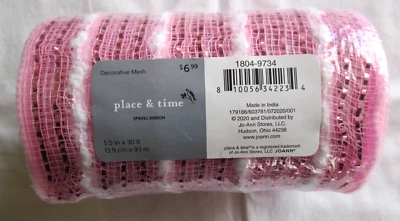 Decorative Mesh
$6.99
place & time
SPRING RIBBON
5.5 in x 30 ft
13.9 cm x 9.1 m
1804-9734
8 10056 34223 4
Made in India
179186/603781/072020/001
© 2020 and Distributed by
Jo-Ann Stores, LLC.
Hudson, Ohio 44236
www.joann.com
place & time® is a registered trademark
of Jo-Ann Stores, LLC JOANN®